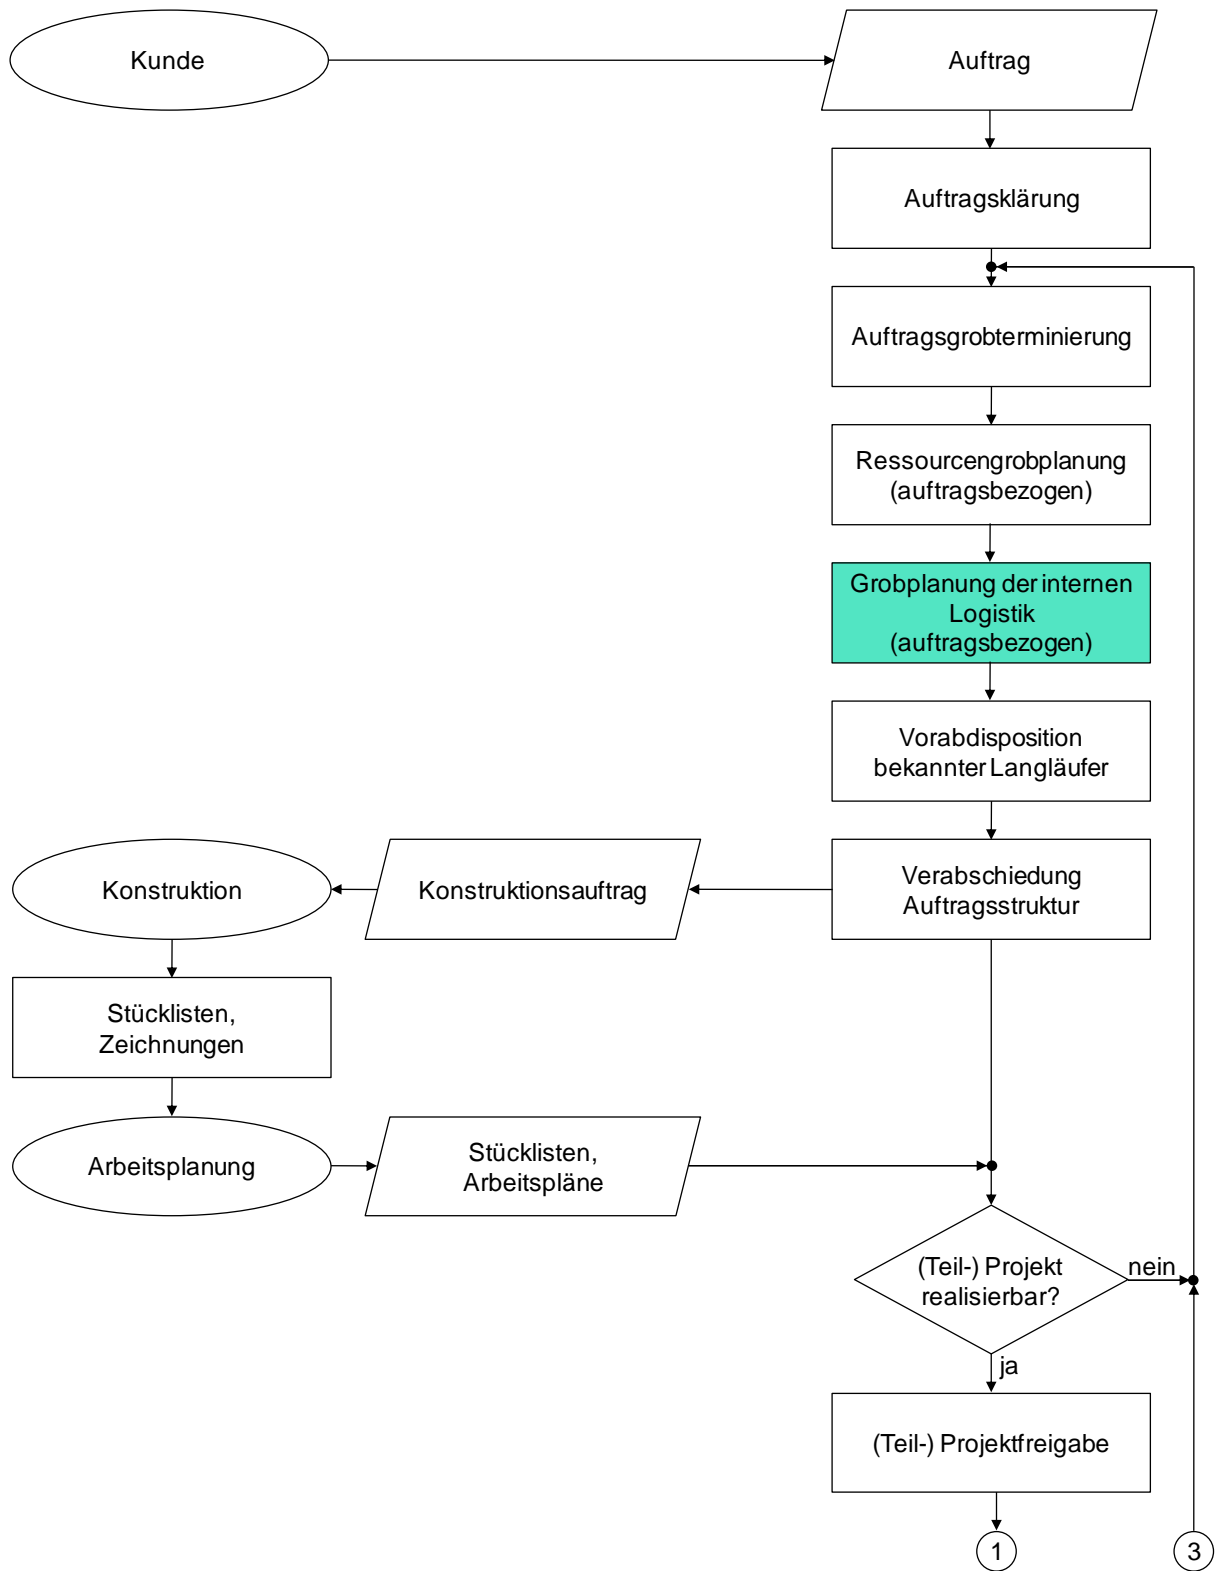 Kunde
Auftrag
Auftragsklärung
Auftragsgrobterminierung
Ressourcengrobplanung
(auftragsbezogen)
Grobplanung der internen
Logistik
(auftragsbezogen)
Vorabdisposition
bekannter Langläufer
Konstruktion
Konstruktionsauftrag
Verabschiedung
Auftragsstruktur
Stücklisten,
Zeichnungen
Arbeitsplanung
Stücklisten,
Arbeitspläne
(Teil-) Projekt
realisierbar?
nein
ja
(Teil-) Projektfreigabe
1
3